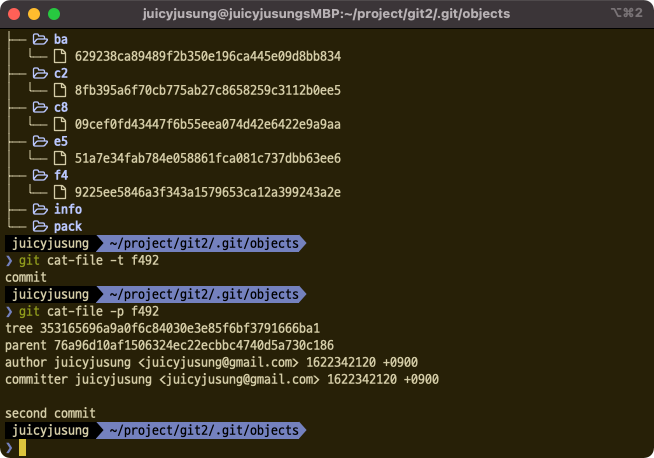 juicyjusung@juicyjusungsMBP:~/project/git2/.git/objects ⌥⌘2
├── ba
│   └── 629238ca89489f2b350e196ca445e09d8bb834
├── c2
│   └── 8fb395a6f70cb775ab27c8658259c3112b0ee5
├── c8
│   └── 09cef0fd43447f6b55eea074d42e6422e9a9aa
├── e5
│   └── 51a7e34fab784e058861fca081c737dbb63ee6
├── f4
│   └── 9225ee5846a3f343a1579653ca12a399243a2e
├── info
└── pack
juicyjusung ~/project/git2/.git/objects
❯ git cat-file -t f492
commit
juicyjusung ~/project/git2/.git/objects
❯ git cat-file -p f492
tree 353165696a9a0f6c84030e3e85f6bf3791666ba1
parent 76a96d10af1506324ec22ecbbc4740d5a730c186
author juicyjusung <juicyjusung@gmail.com> 1622342120 +0900
committer juicyjusung <juicyjusung@gmail.com> 1622342120 +0900
second commit
juicyjusung ~/project/git2/.git/objects
❯